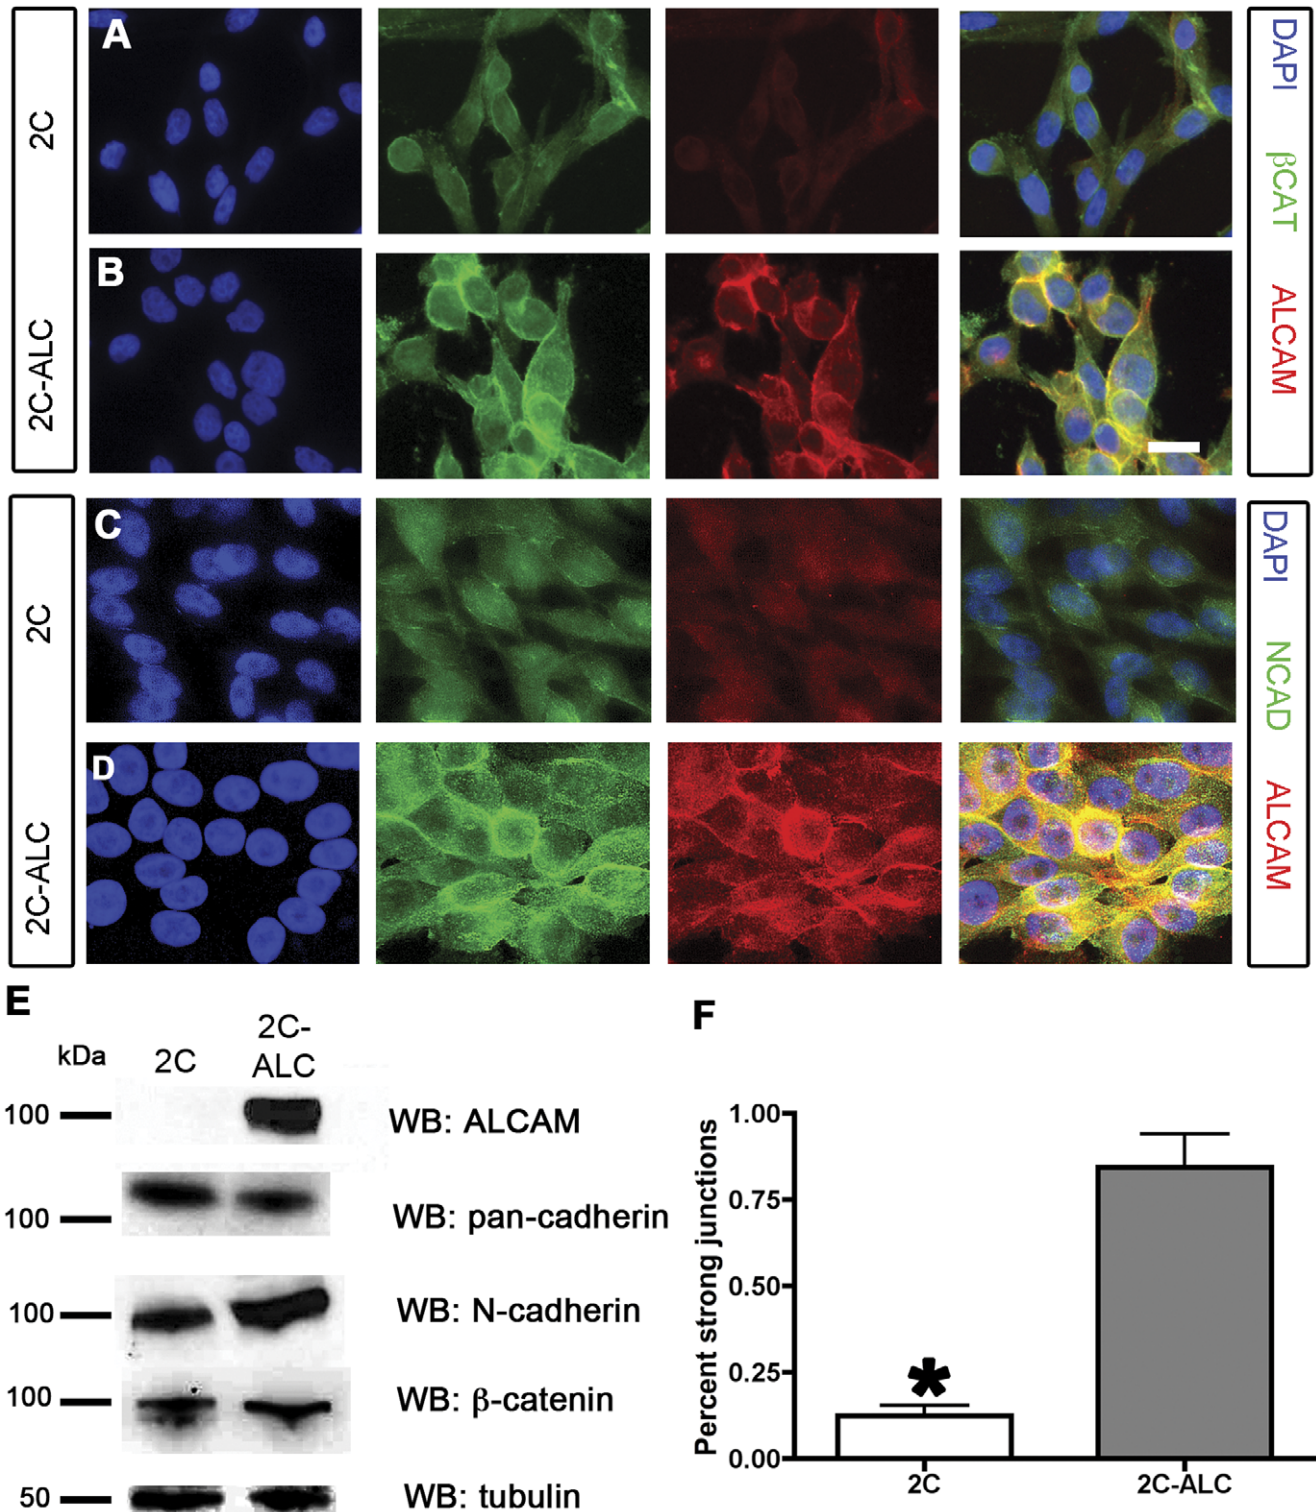 A
2C
B
2C-ALC
DAPI βCAT ALCAM
C
2C
D
2C-ALC
DAPI NCAD ALCAM
E
kDa 2C 2C-
ALC
100 WB: ALCAM
100 WB: pan-cadherin
100 WB: N-cadherin
100 WB: β-catenin
50 WB: tubulin
F
Percent strong junctions
1.00
0.75
0.50
0.25
0.00
*
2C 2C-ALC